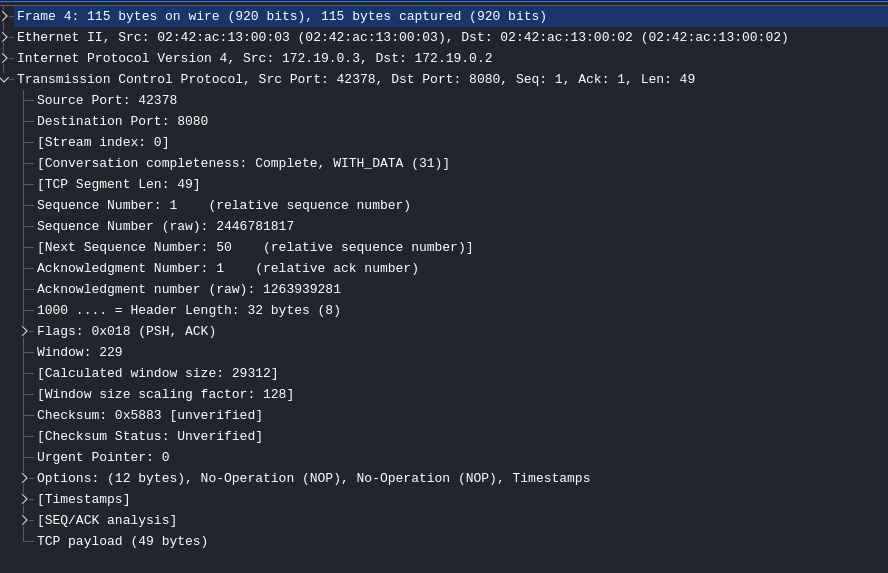 Frame 4: 115 bytes on wire (920 bits), 115 bytes captured (920 bits)
Ethernet II, Src: 02:42:ac:13:00:03 (02:42:ac:13:00:03), Dst: 02:42:ac:13:00:02 (02:42:ac:13:00:02)
Internet Protocol Version 4, Src: 172.19.0.3, Dst: 172.19.0.2
Transmission Control Protocol, Src Port: 42378, Dst Port: 8080, Seq: 1, Ack: 1, Len: 49
Source Port: 42378
Destination Port: 8080
[Stream index: 0]
[Conversation completeness: Complete, WITH_DATA (31)]
[TCP Segment Len: 49]
Sequence Number: 1    (relative sequence number)
Sequence Number (raw): 2446781817
[Next Sequence Number: 50    (relative sequence number)]
Acknowledgment Number: 1    (relative ack number)
Acknowledgment number (raw): 1263939281
1000 .... = Header Length: 32 bytes (8)
Flags: 0x018 (PSH, ACK)
Window: 229
[Calculated window size: 29312]
[Window size scaling factor: 128]
Checksum: 0x5883 [unverified]
[Checksum Status: Unverified]
Urgent Pointer: 0
Options: (12 bytes), No-Operation (NOP), No-Operation (NOP), Timestamps
[Timestamps]
[SEQ/ACK analysis]
TCP payload (49 bytes)